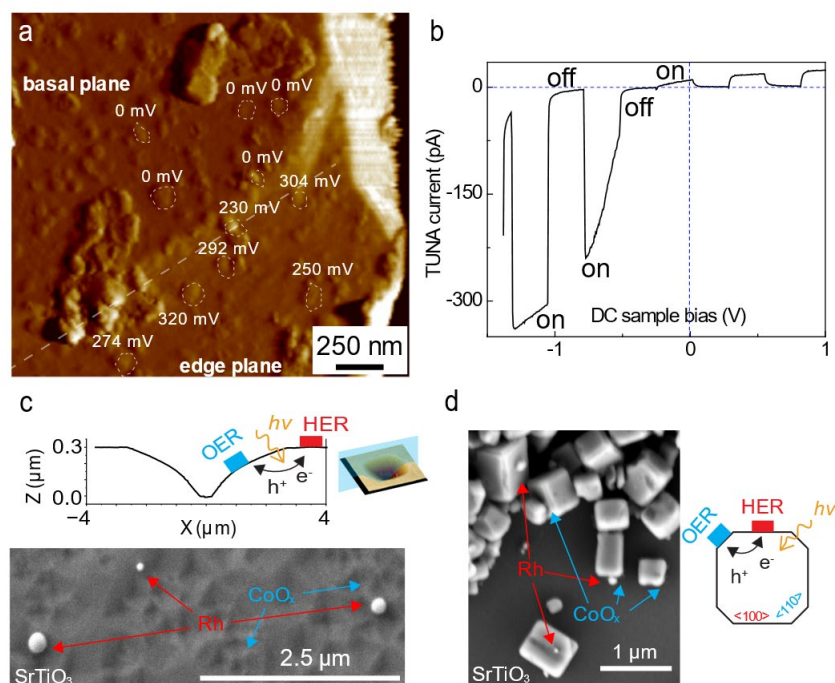 a
basal plane
0 mV 0 mV
0 mV
0 mV
0 mV
304 mV
230 mV
292 mV
250 mV
320 mV
274 mV
edge plane
250 nm
b
off
on
0
off
-150
on
-300
on
DC sample bias (V)
TUNA current (pA)
-1 0 1
c
hν
HER
OER
0.3
h⁺ e⁻
Z (µm)
0.0
−4 4
X (µm)
CoOₓ
Rh
2.5 µm
SrTiO₃
d
Rh
CoOₓ
1 µm
SrTiO₃
HER
hν
OER
h⁺ e⁻
<100> <110>